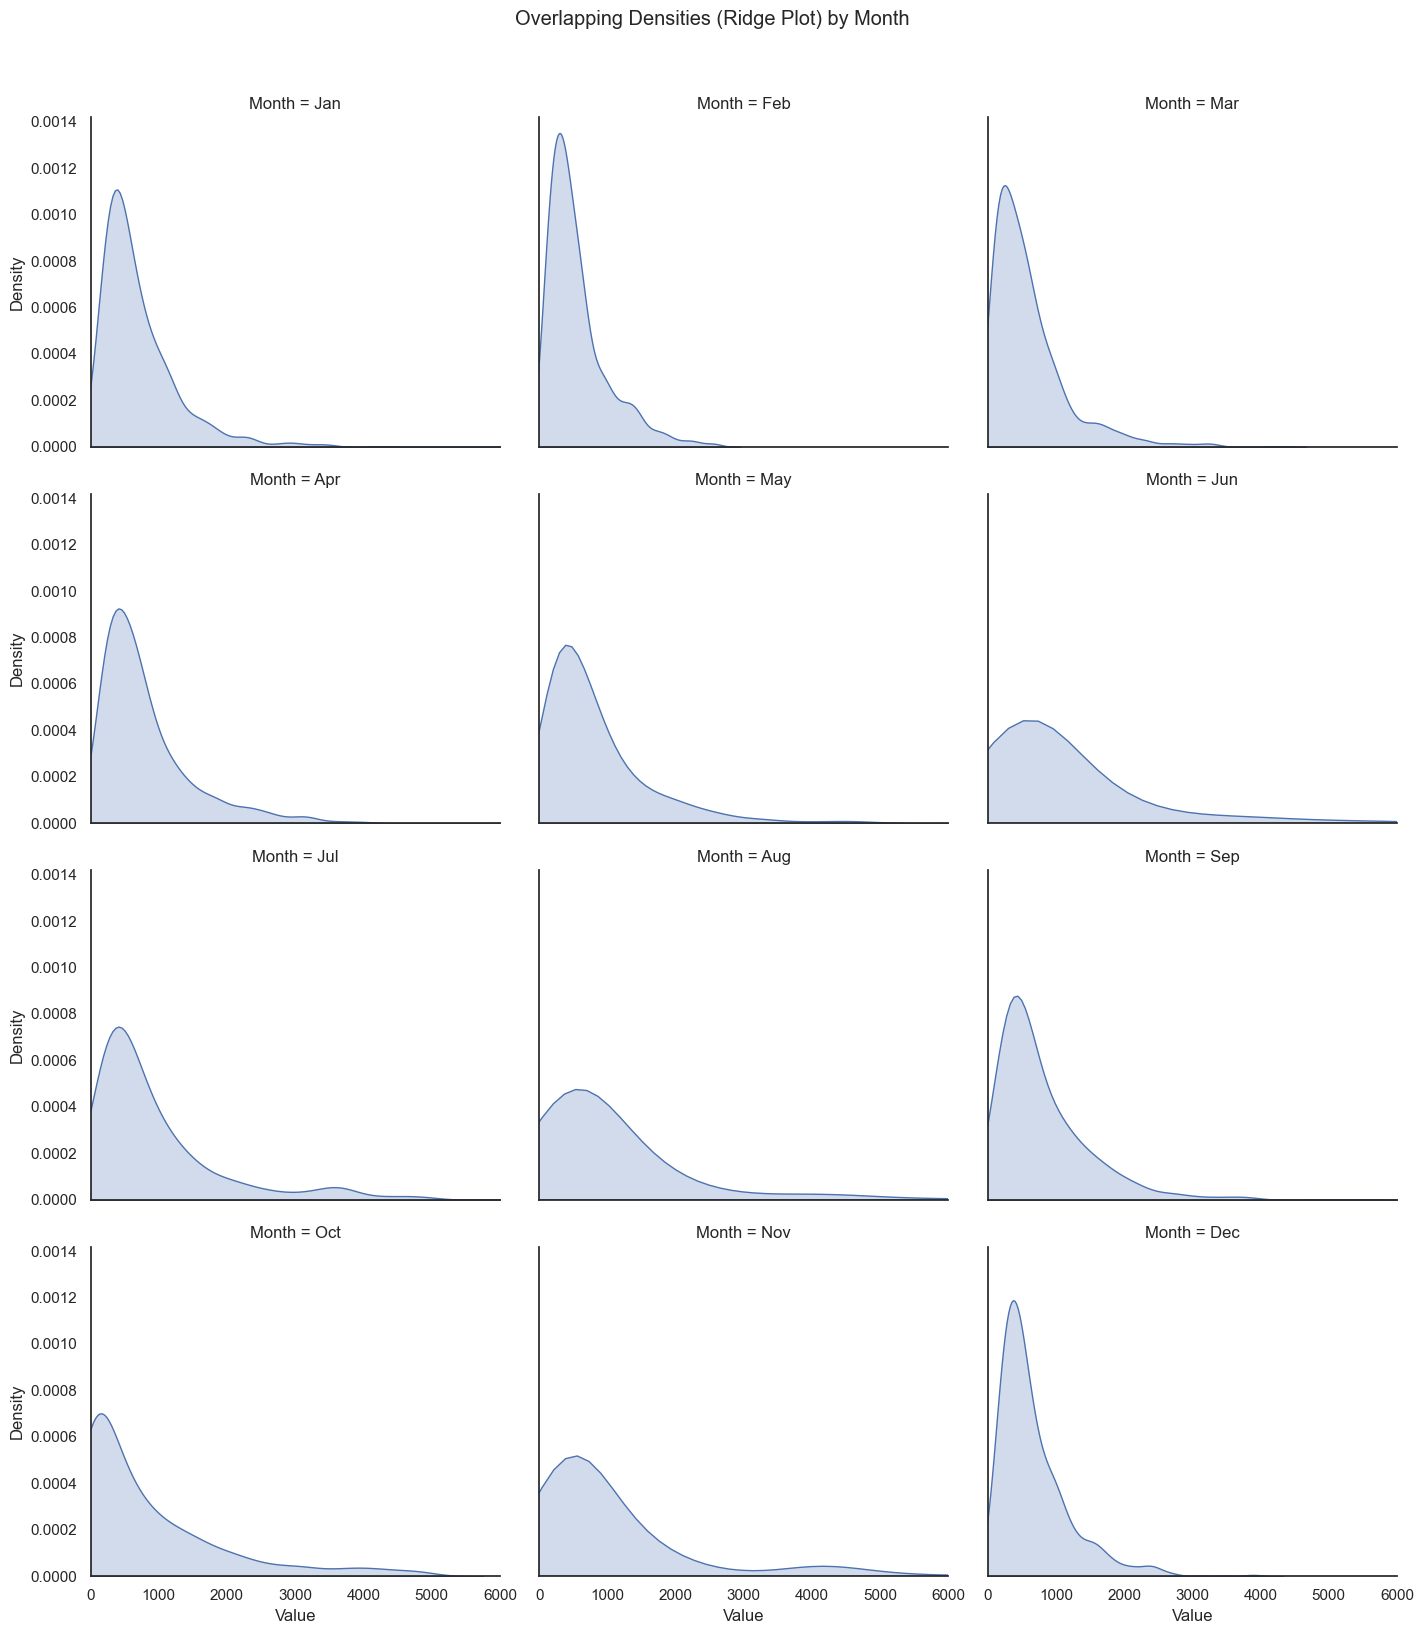 Overlapping Densities (Ridge Plot) by Month
Month = Jan
Month = Feb
Month = Mar
0.0014
0.0012
0.0010
0.0008
0.0006
0.0004
0.0002
0.0000
Density
Month = Apr
Month = May
Month = Jun
0.0014
0.0012
0.0010
0.0008
0.0006
0.0004
0.0002
0.0000
Density
Month = Jul
Month = Aug
Month = Sep
0.0014
0.0012
0.0010
0.0008
0.0006
0.0004
0.0002
0.0000
Density
Month = Oct
Month = Nov
Month = Dec
0.0014
0.0012
0.0010
0.0008
0.0006
0.0004
0.0002
0.0000
Density
0 1000 2000 3000 4000 5000 6000
0 1000 2000 3000 4000 5000 6000
0 1000 2000 3000 4000 5000 6000
Value
Value
Value